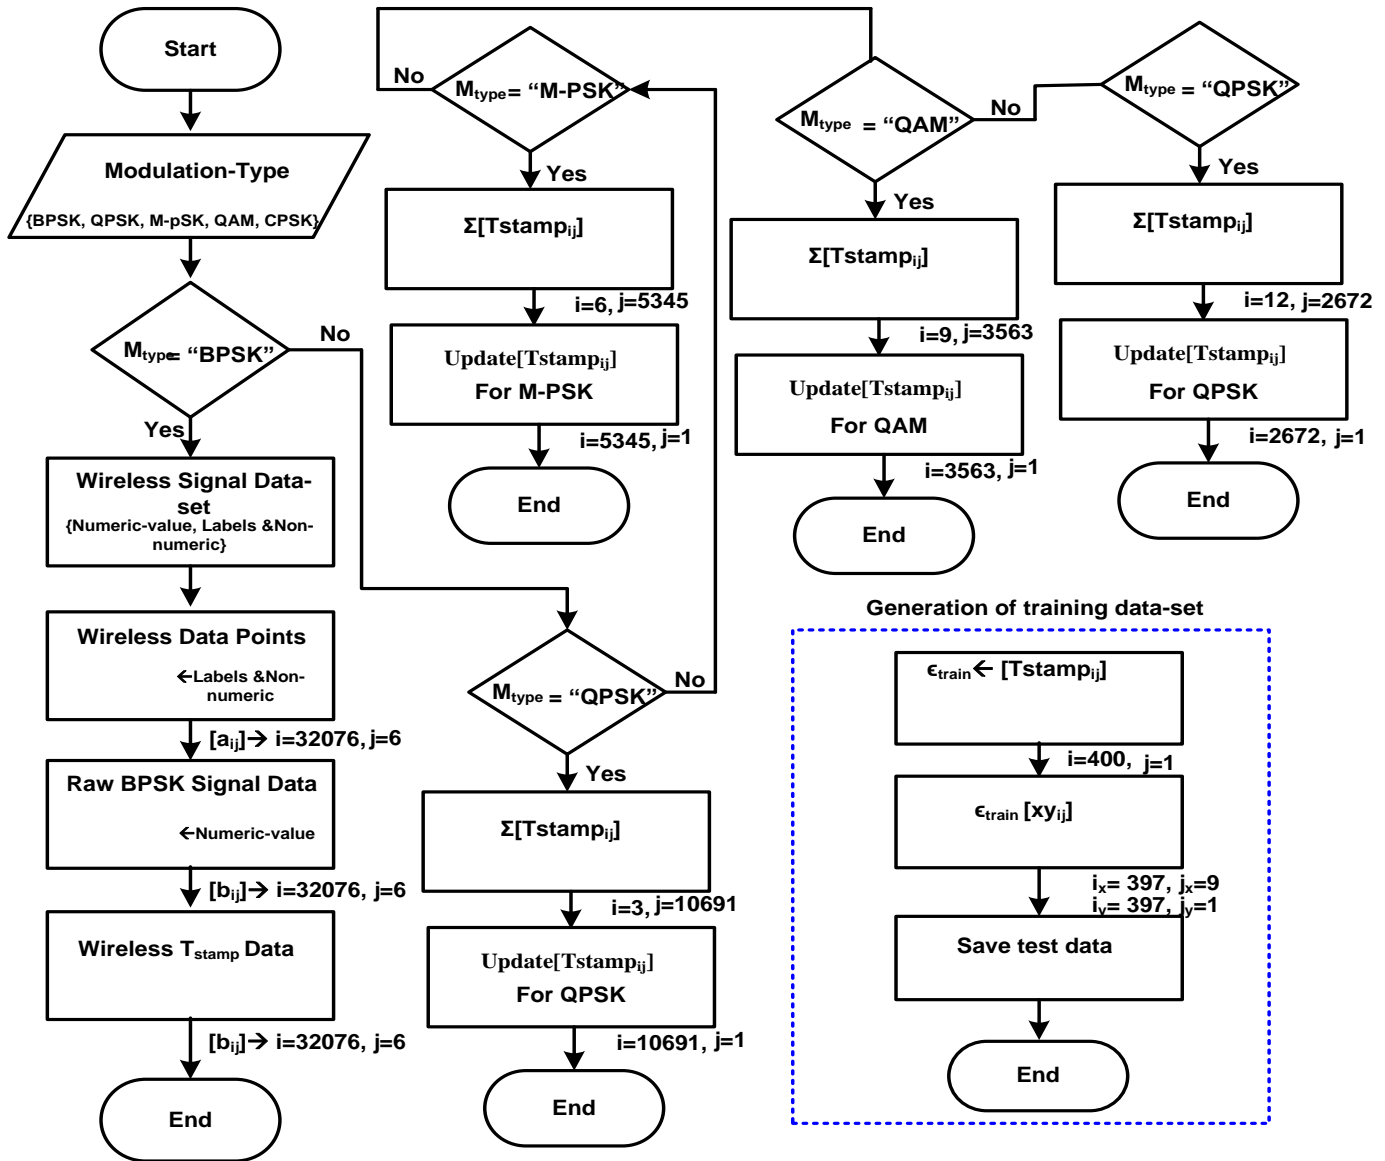 Start
Modulation-Type
{BPSK, QPSK, M-pSK, QAM, CPSK}
Mtype= “BPSK”
No
Yes
Wireless Signal Data-
set
{Numeric-value, Labels &Non-
numeric}
Wireless Data Points
←Labels &Non-
numeric
[aij]→ i=32076, j=6
Raw BPSK Signal Data
←Numeric-value
[bij]→ i=32076, j=6
Wireless Tstamp Data
[bij]→ i=32076, j=6
End
No
Mtype= “M-PSK”
Yes
Σ[Tstampij]
i=6, j=5345
Update[Tstampij]
For M-PSK
i=5345, j=1
End
Mtype = “QPSK”
No
Yes
Σ[Tstampij]
i=3, j=10691
Update[Tstampij]
For QPSK
i=10691, j=1
End
Mtype = “QAM”
No
Yes
Σ[Tstampij]
i=9, j=3563
Update[Tstampij]
For QAM
i=3563, j=1
End
Mtype = “QPSK”
Yes
Σ[Tstampij]
i=12, j=2672
Update[Tstampij]
For QPSK
i=2672, j=1
End
Generation of training data-set
ϵtrain← [Tstampij]
i=400, j=1
ϵtrain [xyij]
ix= 397, jx=9
iy= 397, jy=1
Save test data
End